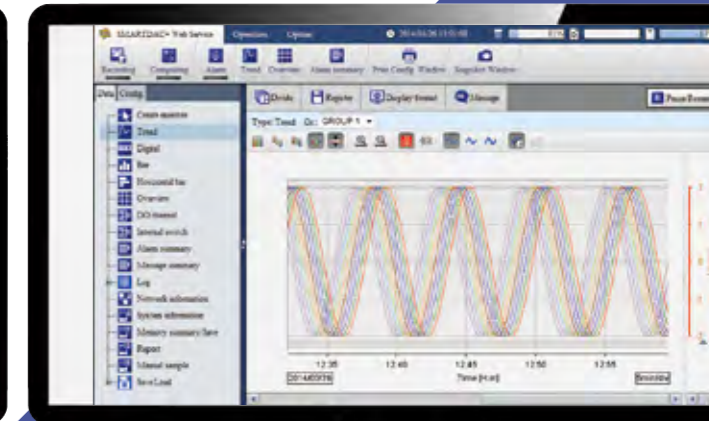 SMARTDAC+ Web Service Operation Option
Recording Computing Alarm Trend Overview Alarm summary Print Config. Window Snapshot Window
Data Config.
Divide Register Display format Message
Create monitor
Trend
Digital
Bar
Horizontal bar
Overview
DO channel
Internal switch
Alarm summary
Message summary
Log
Network information
System information
Memory summary/Save
Report
Manual sample
Save/Load
Type: Trend Gr.: GROUP 1
12:35 12:40 12:45 12:50 12:55
Time [H:m]